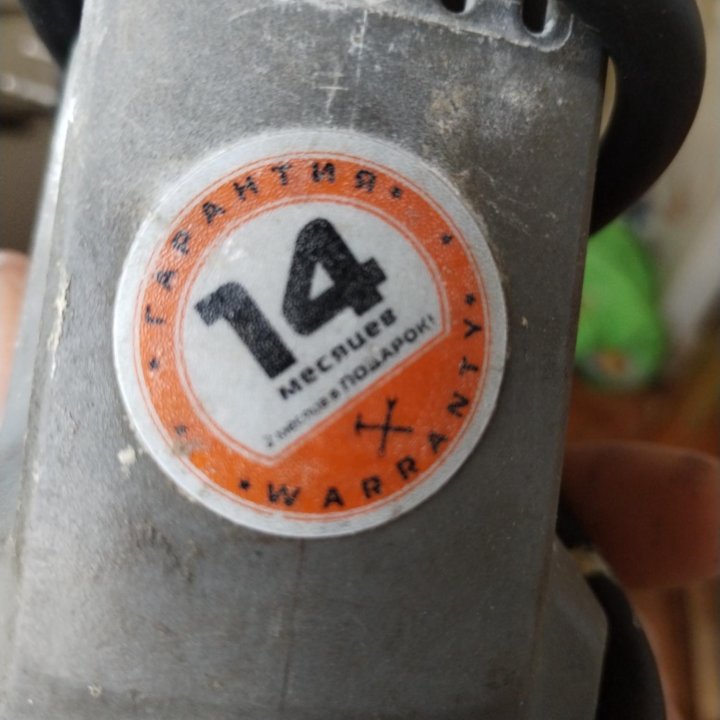 ГАРАНТИЯ
14
месяцев
2 месяца в ПОДАРОК!
WARRANTY